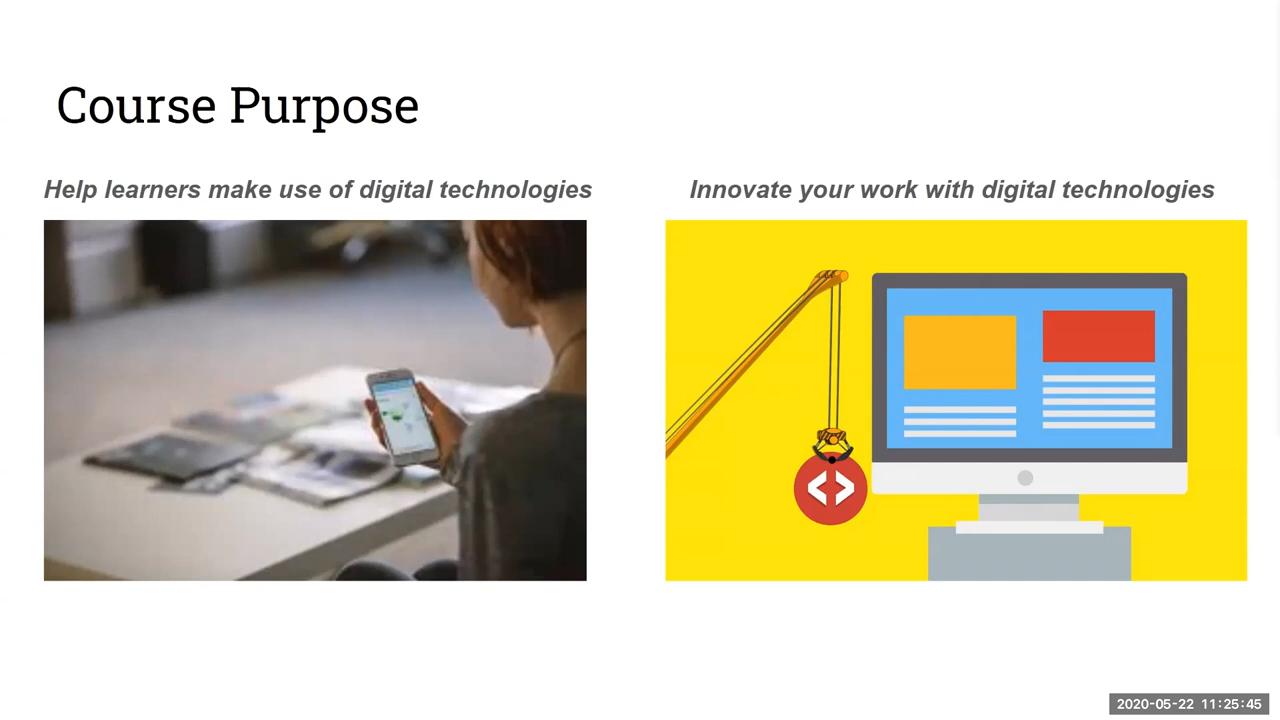 Course Purpose
Help learners make use of digital technologies
Innovate your work with digital technologies
<>
2020-05-22 11:25:45